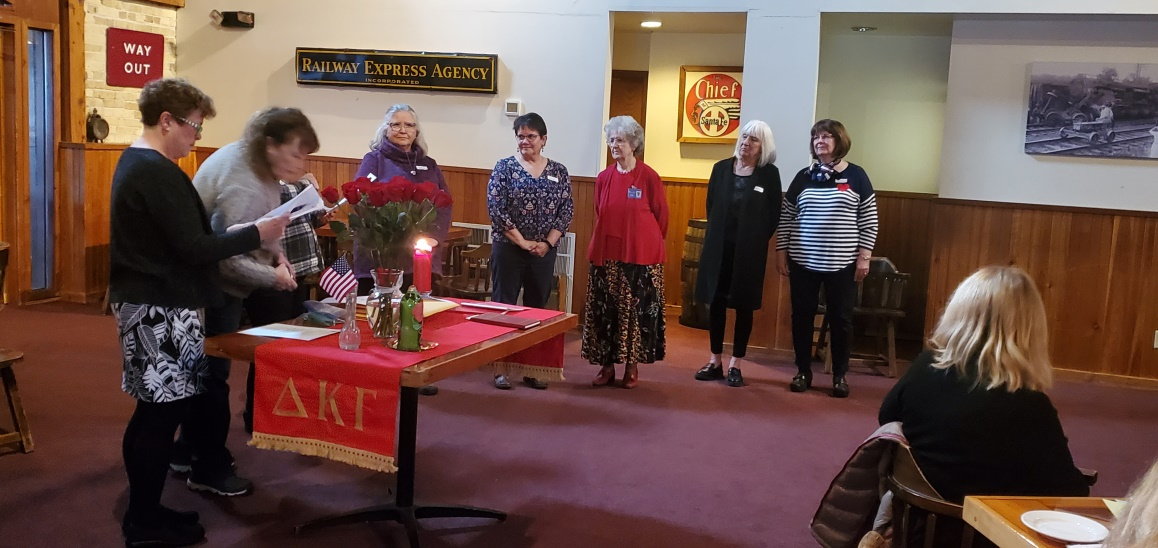 WAY
OUT
RAILWAY EXPRESS AGENCY
INCORPORATED
Chief
Santa Fe
ΔΚΓ